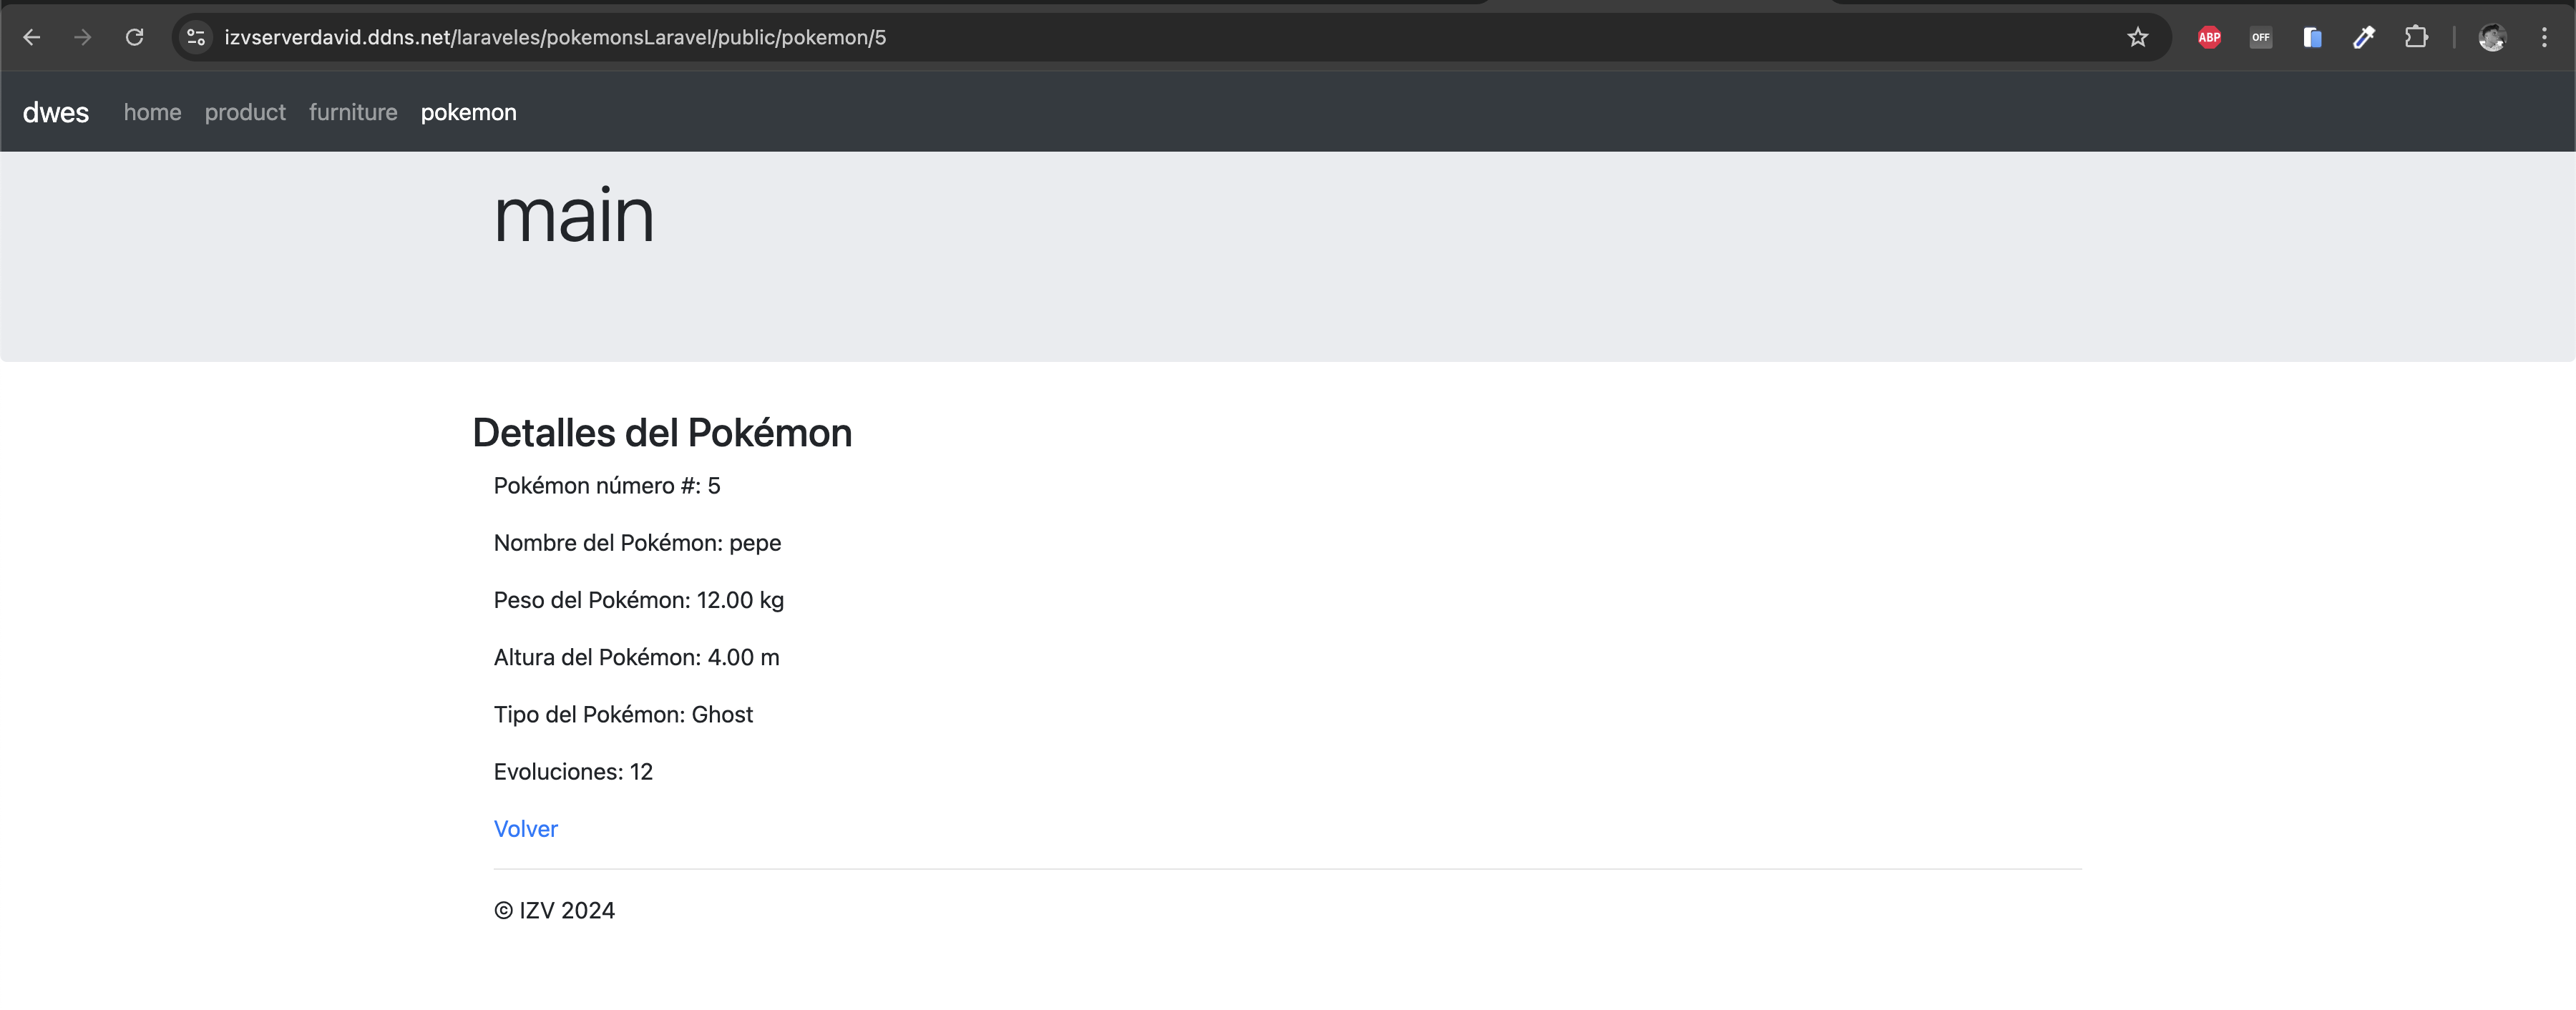 izvserverdavid.ddns.net/laraveles/pokemonsLaravel/public/pokemon/5
ABP
OFF
dwes home product furniture pokemon
main
Detalles del Pokémon
Pokémon número #: 5
Nombre del Pokémon: pepe
Peso del Pokémon: 12.00 kg
Altura del Pokémon: 4.00 m
Tipo del Pokémon: Ghost
Evoluciones: 12
Volver
© IZV 2024